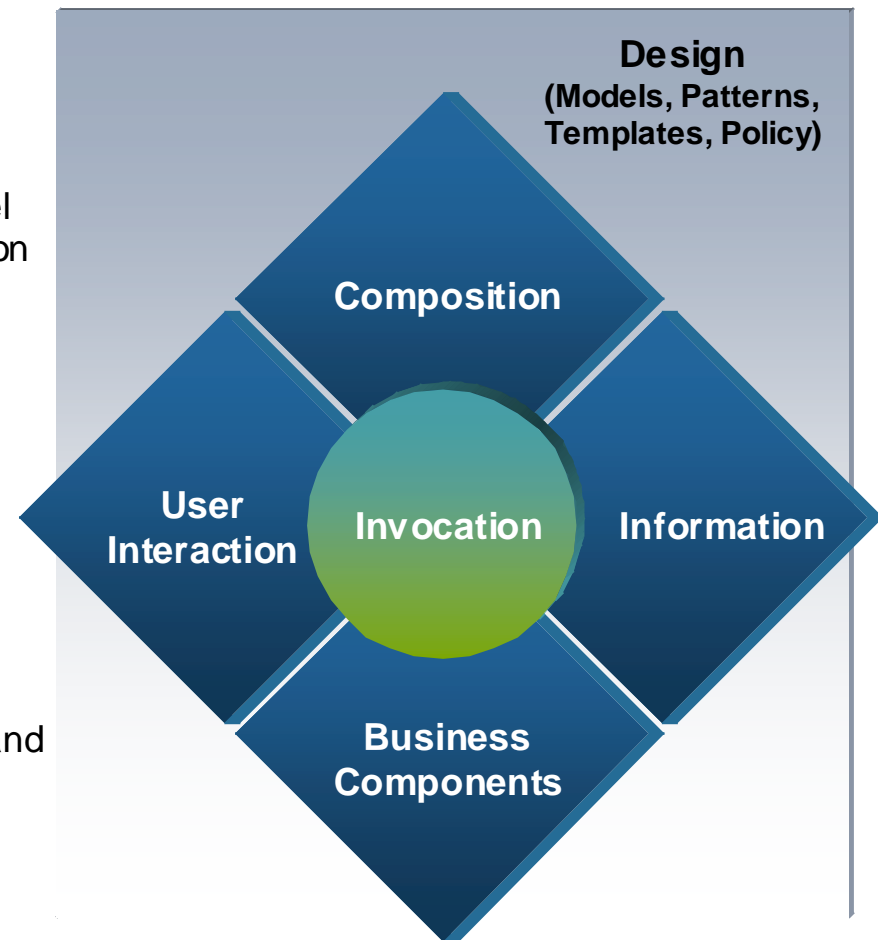 Design
(Models, Patterns,
Templates, Policy)
Composition
User
Interaction
Invocation
Information
Business
Components